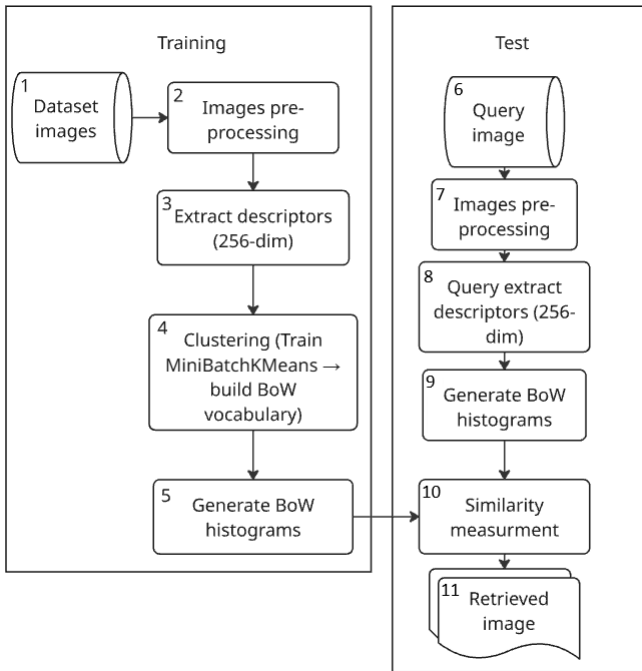 Training
1
Dataset
images
2
Images pre-
processing
3
Extract descriptors
(256-dim)
4
Clustering (Train
MiniBatchKMeans →
build BoW
vocabulary)
5
Generate BoW
histograms
Test
6
Query
image
7
Images pre-
processing
8
Query extract
descriptors (256-
dim)
9
Generate BoW
histograms
10
Similarity
measurment
11
Retrieved
image